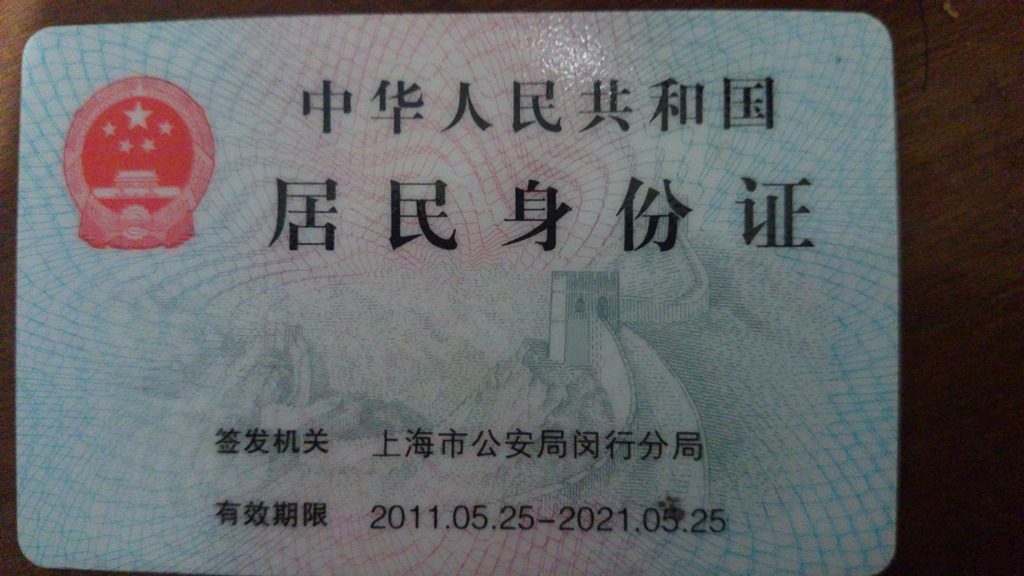 中华人民共和国
居民身份证
签发机关 上海市公安局闵行分局
有效期限 2011.05.25-2021.05.25